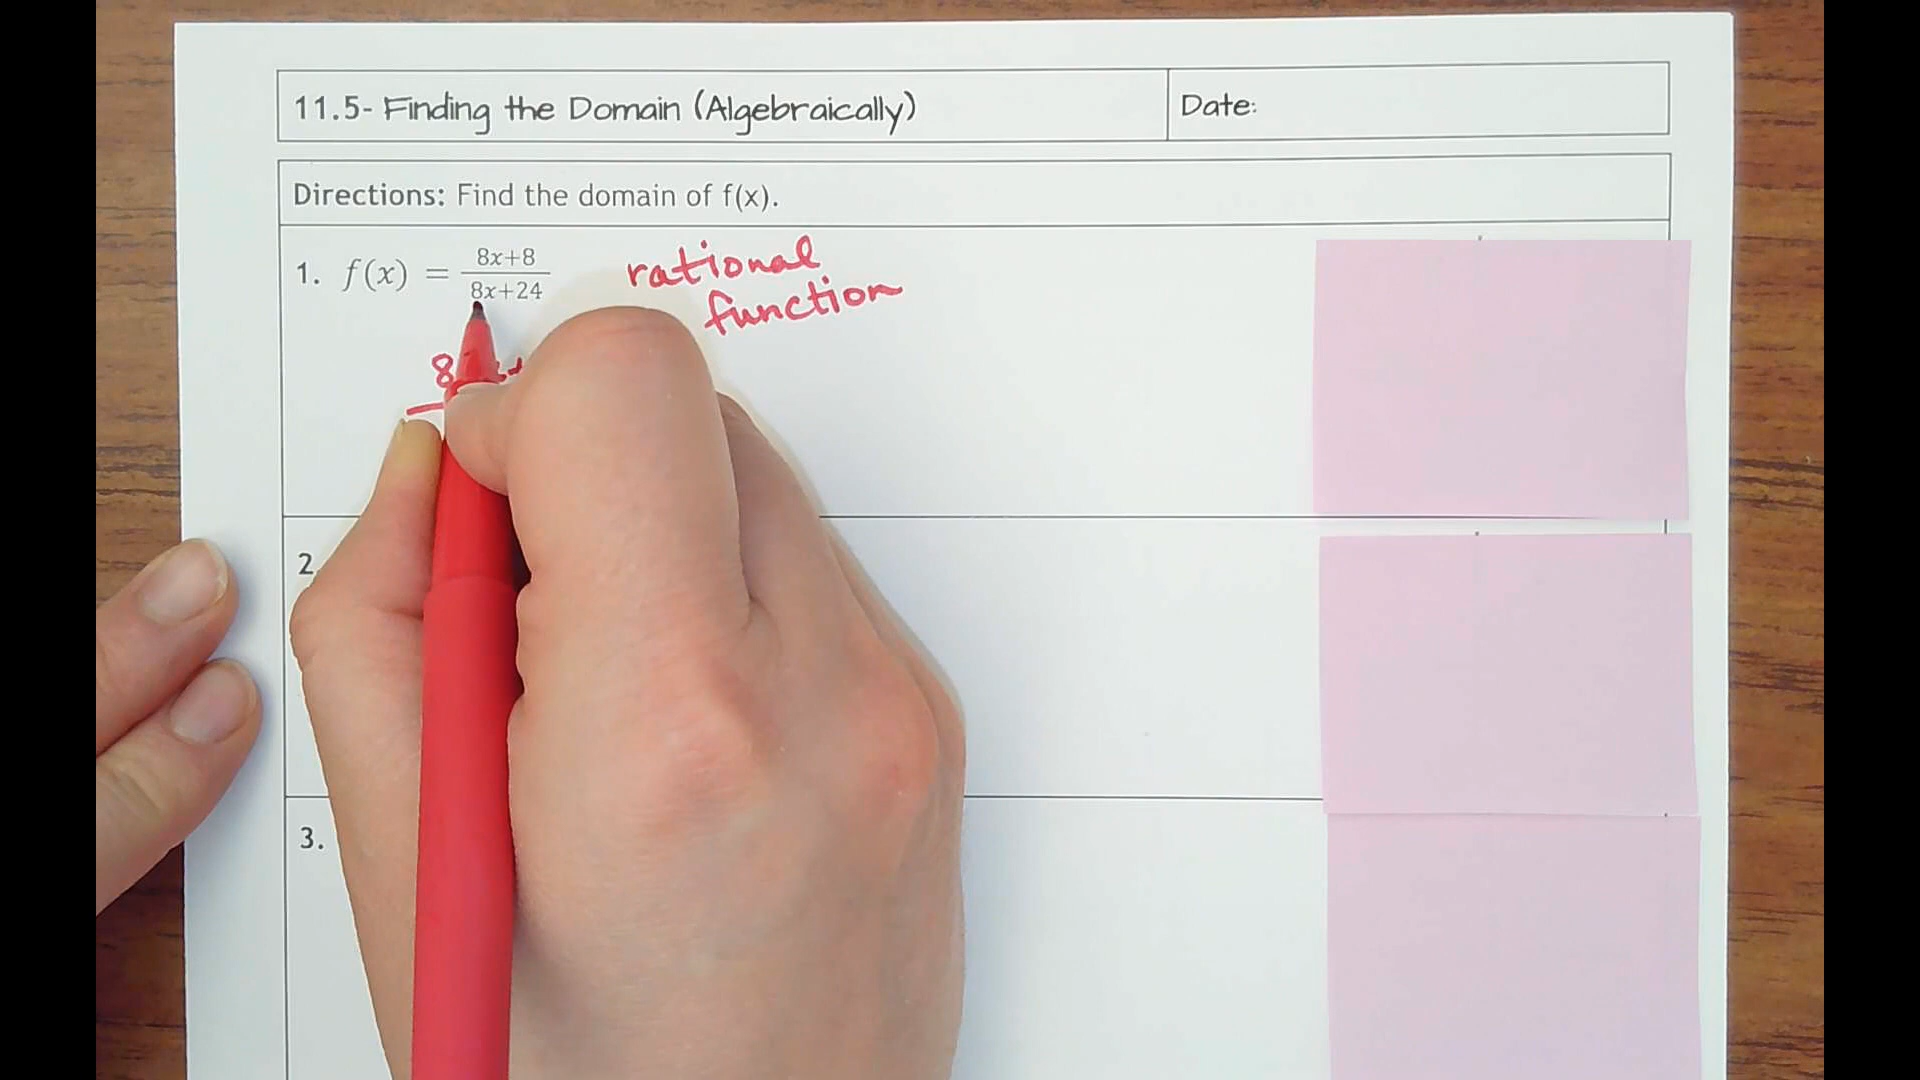 11.5- Finding the Domain (Algebraically)
Date:
Directions: Find the domain of f(x).
1. f(x) = 8x+8 / 8x+24
rational
function
8
2.
3.